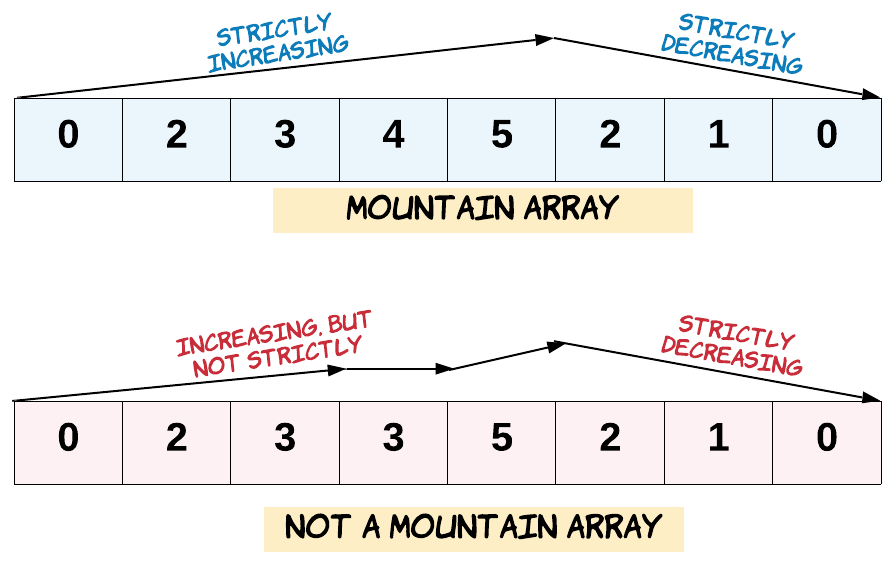 STRICTLY
INCREASING
STRICTLY
DECREASING
0 2 3 4 5 2 1 0
MOUNTAIN ARRAY
INCREASING, BUT
NOT STRICTLY
STRICTLY
DECREASING
0 2 3 3 5 2 1 0
NOT A MOUNTAIN ARRAY